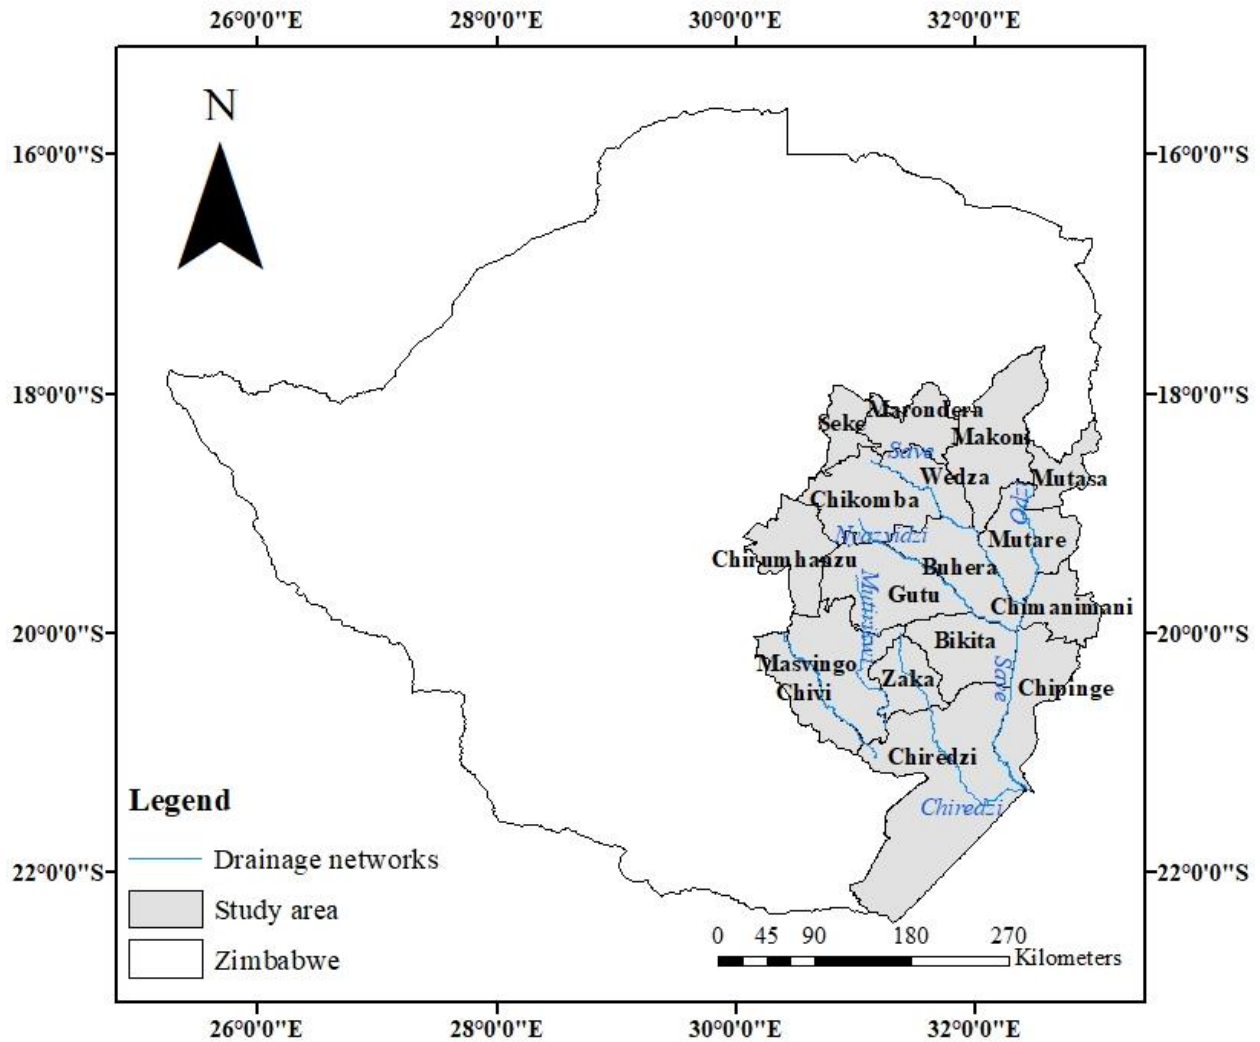 26°0'0"E 28°0'0"E 30°0'0"E 32°0'0"E
N
16°0'0"S 16°0'0"S
18°0'0"S 18°0'0"S
Marondera
Seke
Makoni
Save
Wedza
Mutasa
Chikomba
Odzi
Nyazvidzi
Mutare
Chirumhanzu
Buhera
Gutu
Mutirikwi
Chimanimani
20°0'0"S 20°0'0"S
Bikita
Masvingo
Zaka
Save
Chivi
Chipinge
Chiredzi
Chiredzi
Legend
Drainage networks
Study area
Zimbabwe
22°0'0"S 22°0'0"S
0 45 90 180 270
Kilometers
26°0'0"E 28°0'0"E 30°0'0"E 32°0'0"E